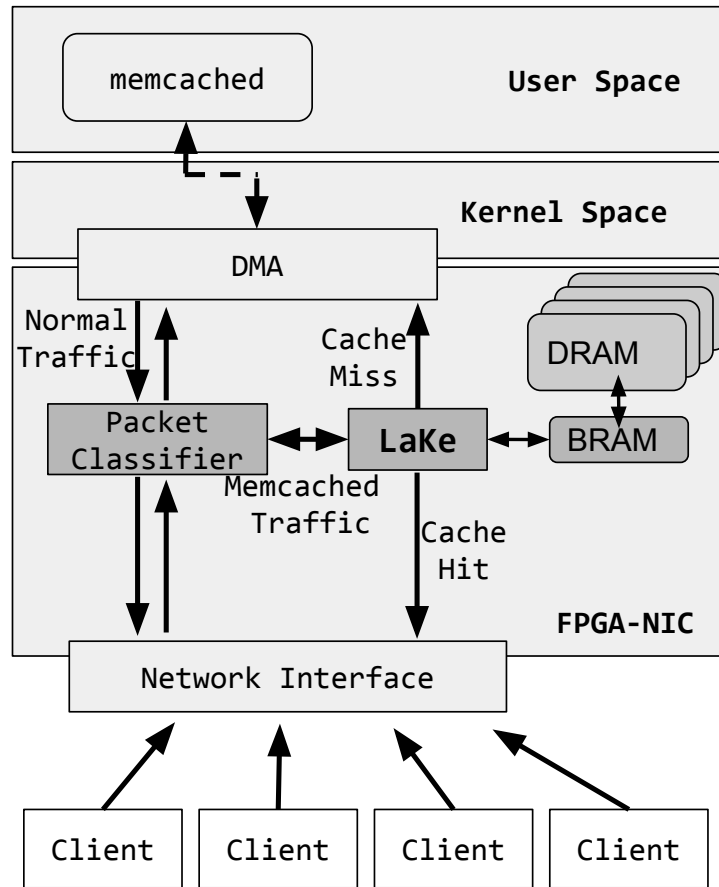 memcached
User Space
Kernel Space
DMA
Normal
Traffic
Cache
Miss
DRAM
Packet
Classifier
LaKe
BRAM
Memcached
Traffic
Cache
Hit
FPGA-NIC
Network Interface
Client
Client
Client
Client